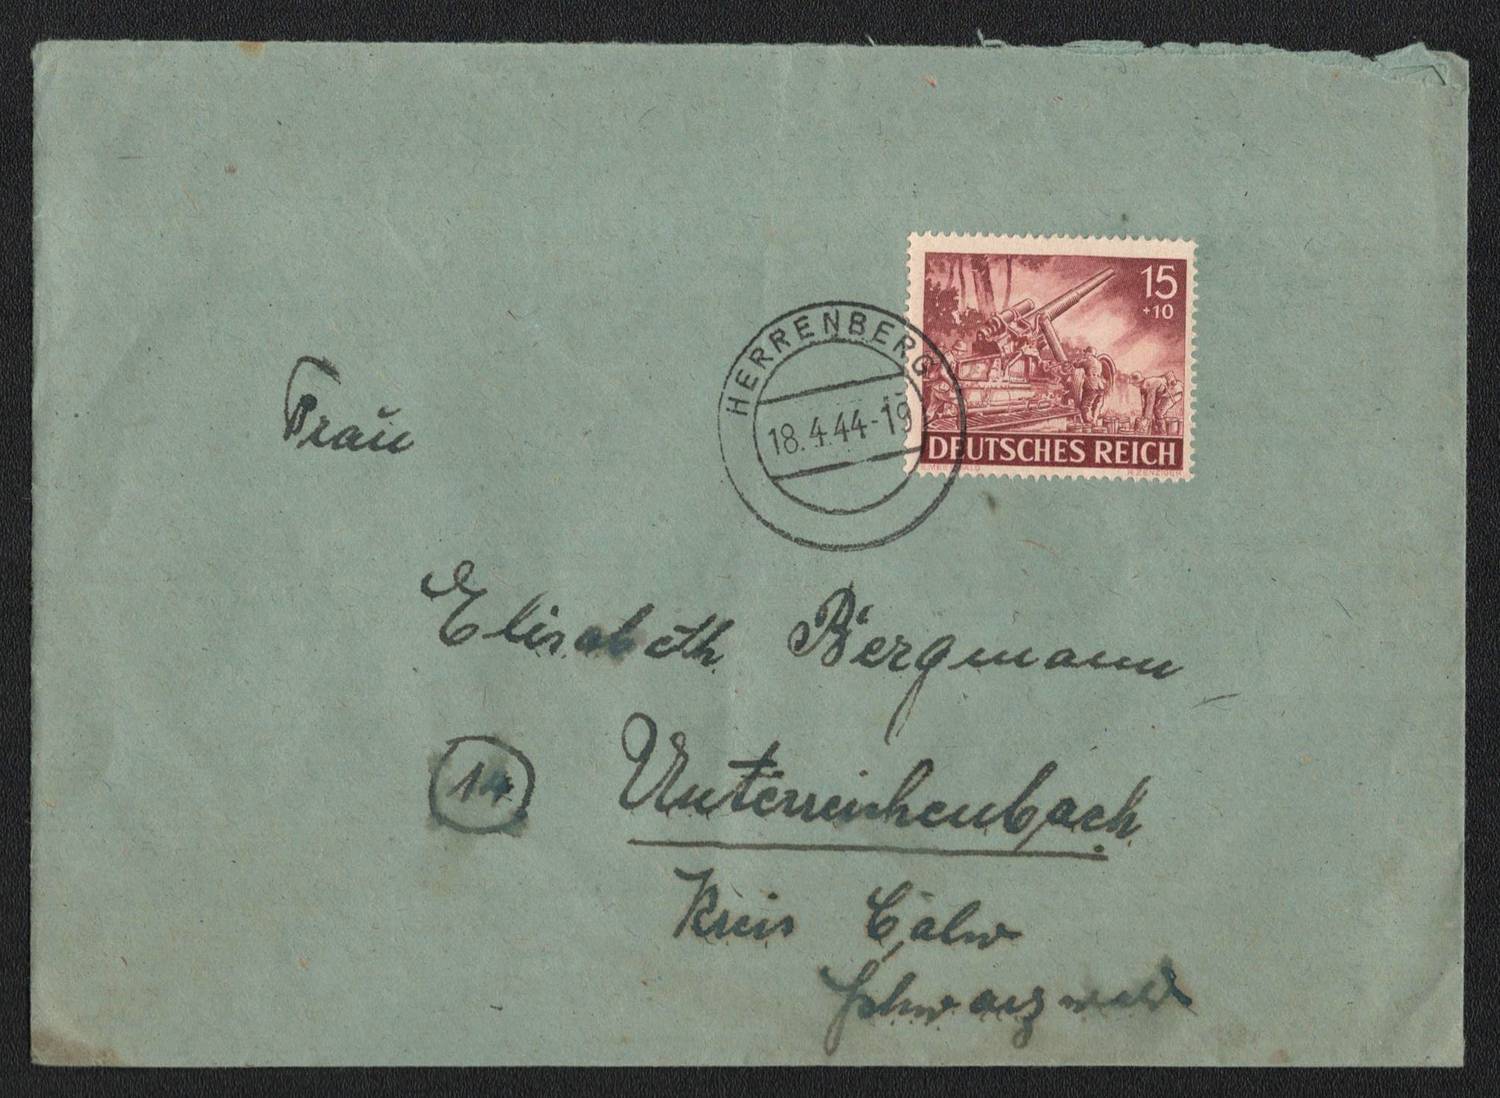 15
+10
HERRENBERG
18.4.44-19
DEUTSCHES REICH
Frau
Elisabeth Bergmann
14
Unterreichenbach
Kreis Calw
Schwarzwald